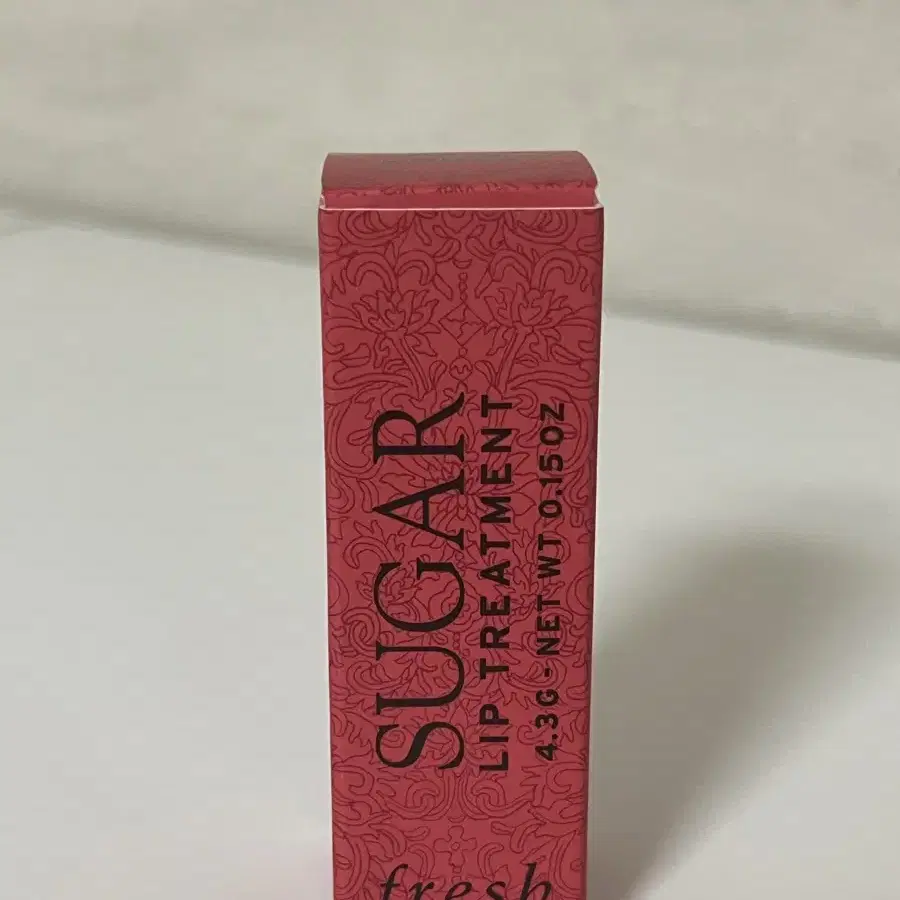 SUGAR
LIP TREATMENT
4.3G - NET WT 0.15OZ
fresh